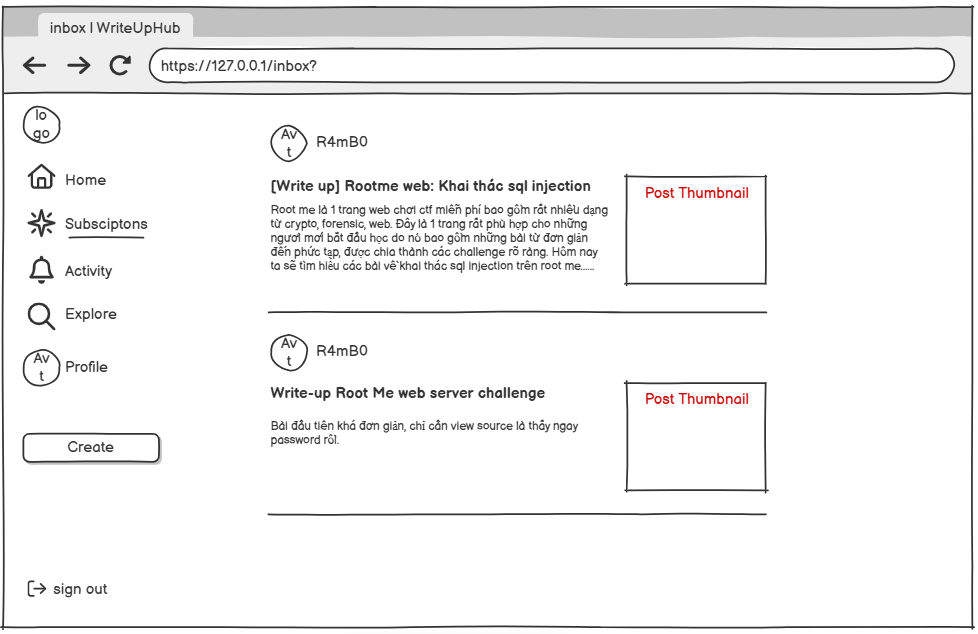 inbox | WriteUpHub
https://127.0.0.1/inbox?
lo
go
Home
Subsciptons
Activity
Explore
Av
t
Profile
Create
sign out
Av
t
R4mB0
[Write up] Rootme web: Khai thác sql injection
Root me là 1 trang web chơi ctf miễn phí bao gồm rất nhiều dạng
từ crypto, forensic, web. Đây là 1 trang rất phù hợp cho những
người mới bắt đầu học do nó bao gồm những bài từ đơn giản
đến phức tạp, được chia thành các challenge rõ ràng. Hôm nay
ta sẽ tìm hiểu các bài về khai thác sql injection trên root me......
Post Thumbnail
Av
t
R4mB0
Write-up Root Me web server challenge
Bài đầu tiên khá đơn giản, chỉ cần view source là thấy ngay
password rồi.
Post Thumbnail